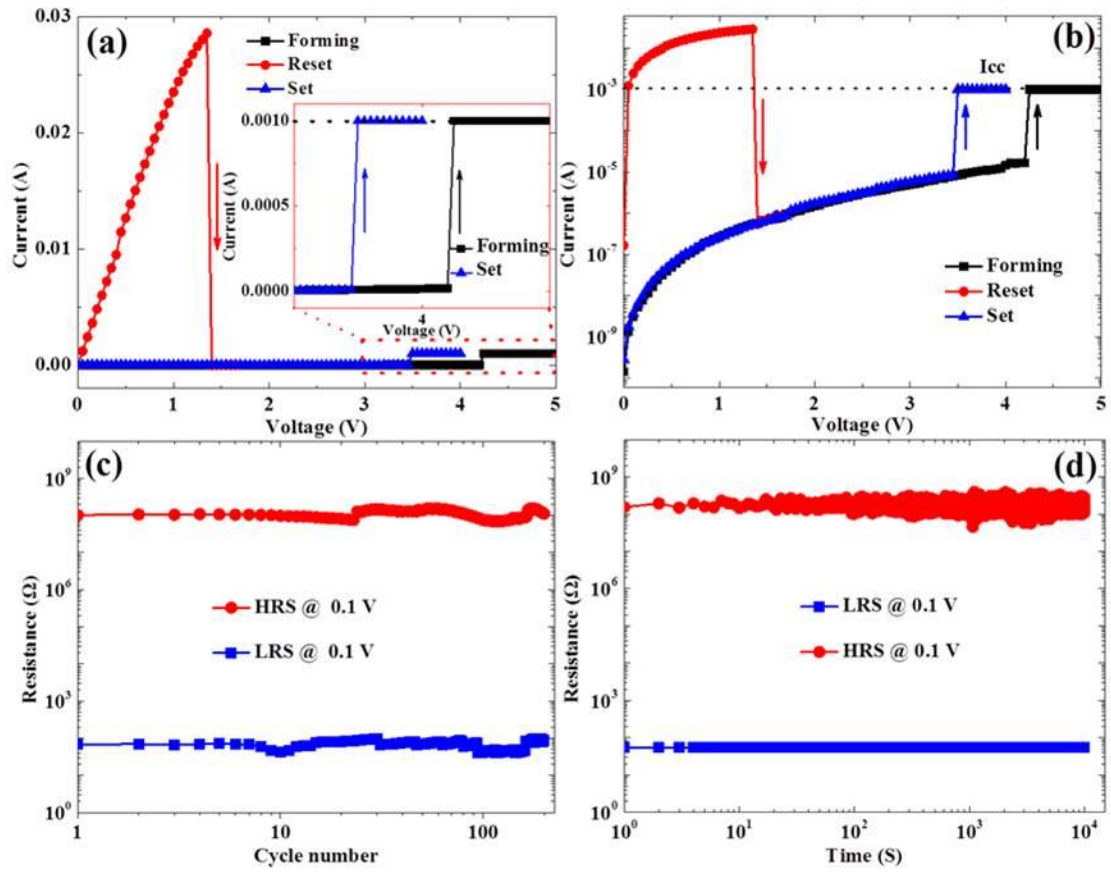 (a)
Forming
Reset
Set
0.03
0.02
0.01
0.00
Current (A)
0 1 2 3 4 5
Voltage (V)
0.0010
0.0005
0.0000
Current (A)
Forming
Set
4
Voltage (V)
(b)
Icc
10⁻³
10⁻⁵
10⁻⁷
10⁻⁹
Current (A)
Forming
Reset
Set
0 1 2 3 4 5
Voltage (V)
(c)
10⁹
10⁶
10³
10⁰
Resistance (Ω)
HRS @ 0.1 V
LRS @ 0.1 V
1 10 100
Cycle number
(d)
10⁹
10⁶
10³
10⁰
Resistance (Ω)
LRS @ 0.1 V
HRS @ 0.1 V
10⁰ 10¹ 10² 10³ 10⁴
Time (S)